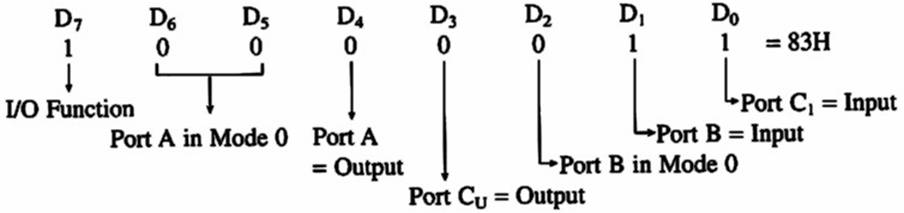 D₇ D₆ D₅ D₄ D₃ D₂ D₁ D₀
1 0 0 0 0 0 1 1 = 83H
I/O Function
Port A in Mode 0
Port A
= Output
Port Cᵤ = Output
Port B in Mode 0
Port B = Input
Port C₁ = Input